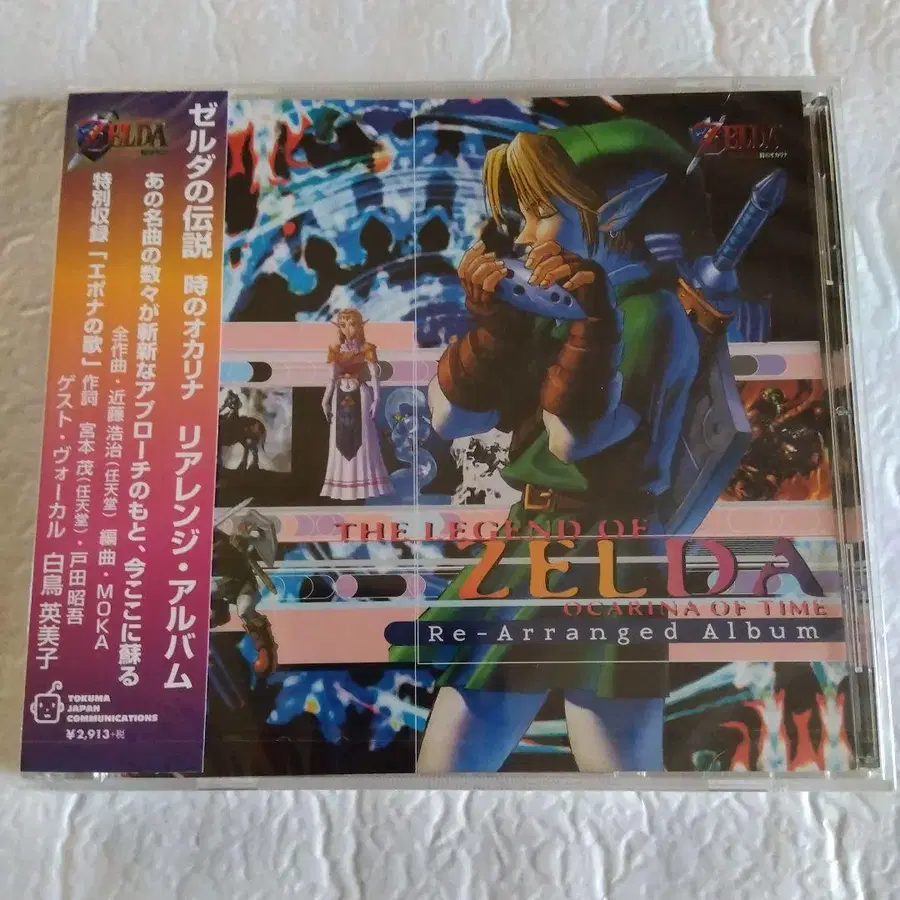 ZELDA
ゼルダの伝説 時のオカリナ リアレンジ・アルバム
あの名曲の数々が斬新なアプローチのもと、今ここに蘇る
全作曲・近藤 浩治(任天堂) 編曲・MOKA
特別収録「エポナの歌」作詞 宮本 茂(任天堂)・戸田昭吾
ゲスト・ヴォーカル 白鳥 英美子
TOKUMA
JAPAN
COMMUNICATIONS
¥2,913+税
ZELDA
時のオカリナ
THE LEGEND OF
ZELDA
OCARINA OF TIME
Re-Arranged Album